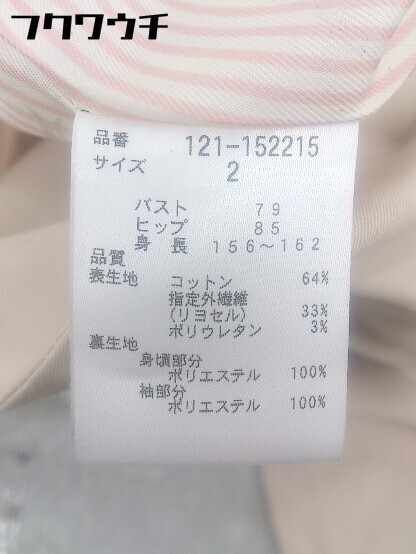 フクワウチ
品番 121-152215
サイズ 2
バスト 79
ヒップ 85
身長 156~162
品質
表生地 コットン 64%
指定外繊維
(リヨセル) 33%
ポリウレタン 3%
裏生地
身頃部分
ポリエステル 100%
袖部分
ポリエステル 100%